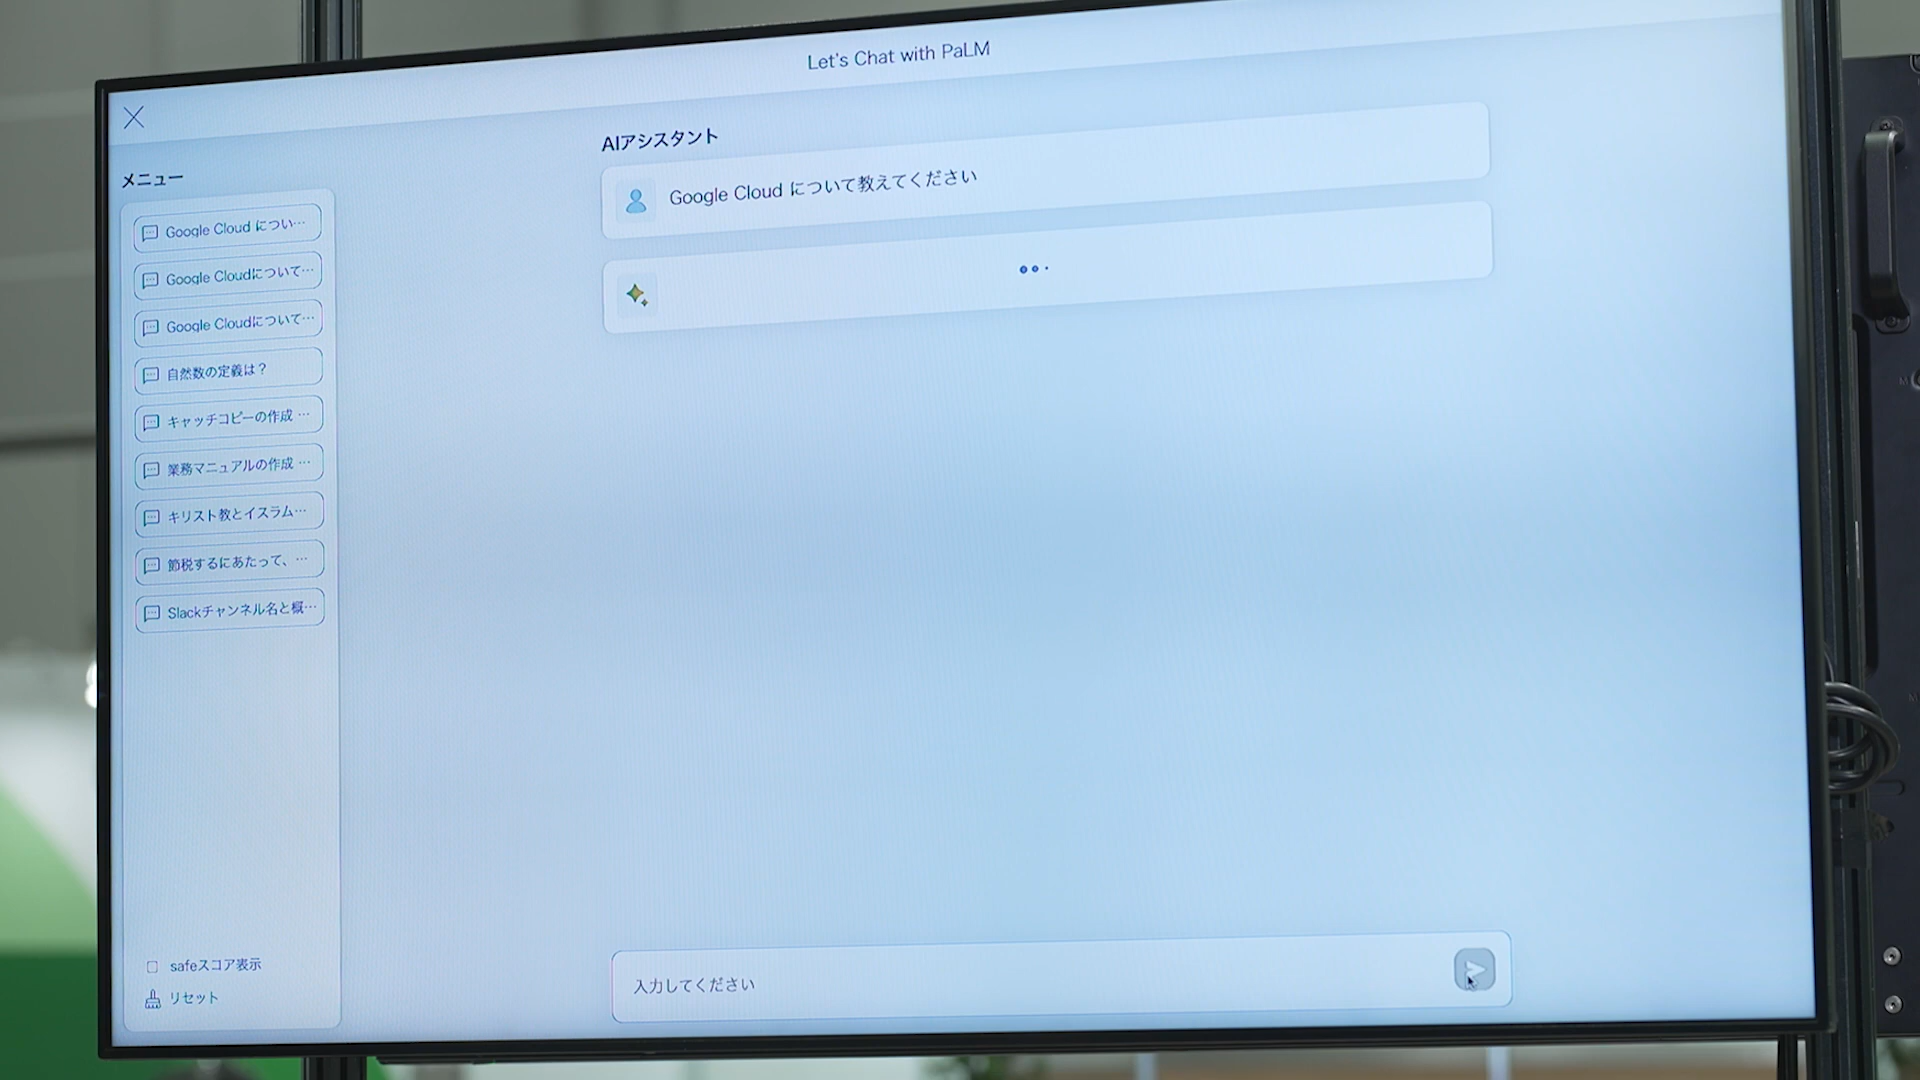 Let's Chat with PaLM
メニュー
Google Cloud につい…
Google Cloudについて…
Google Cloudについて…
自然数の定義は？
キャッチコピーの作成 …
業務マニュアルの作成 …
キリスト教とイスラム…
節税するにあたって、…
Slackチャンネル名と概…
safeスコア表示
リセット
AIアシスタント
Google Cloud について教えてください
入力してください